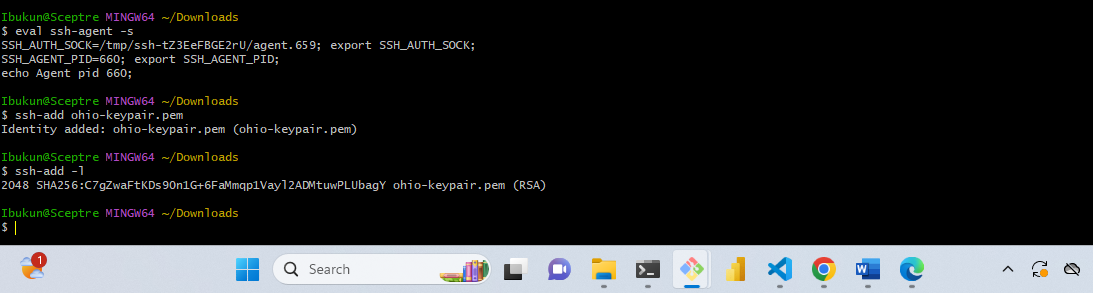 Ibukun@Sceptre MINGW64 ~/Downloads
$ eval ssh-agent -s
SSH_AUTH_SOCK=/tmp/ssh-tZ3EeFBGE2rU/agent.659; export SSH_AUTH_SOCK;
SSH_AGENT_PID=660; export SSH_AGENT_PID;
echo Agent pid 660;
Ibukun@Sceptre MINGW64 ~/Downloads
$ ssh-add ohio-keypair.pem
Identity added: ohio-keypair.pem (ohio-keypair.pem)
Ibukun@Sceptre MINGW64 ~/Downloads
$ ssh-add -l
2048 SHA256:C7gZwaFtKDs9On1G+6FaMmqp1Vayl2ADMtuwPLUbagY ohio-keypair.pem (RSA)
Ibukun@Sceptre MINGW64 ~/Downloads
$
1
Search